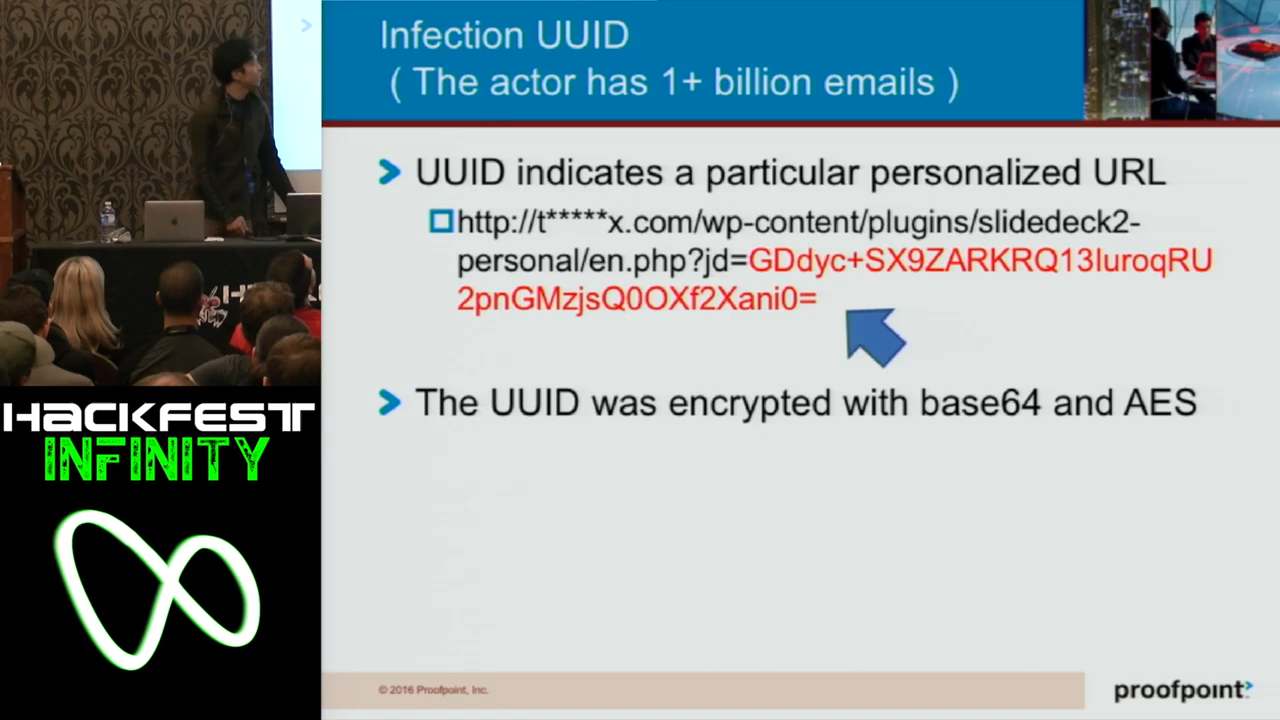 Infection UUID
( The actor has 1+ billion emails )
UUID indicates a particular personalized URL
http://t*****x.com/wp-content/plugins/slidedeck2-
personal/en.php?jd=GDdyc+SX9ZARKRQ13luroqRU
2pnGMzjsQ0OXf2Xani0=
The UUID was encrypted with base64 and AES
HACKFEST
INFINITY
© 2016 Proofpoint, Inc.
proofpoint